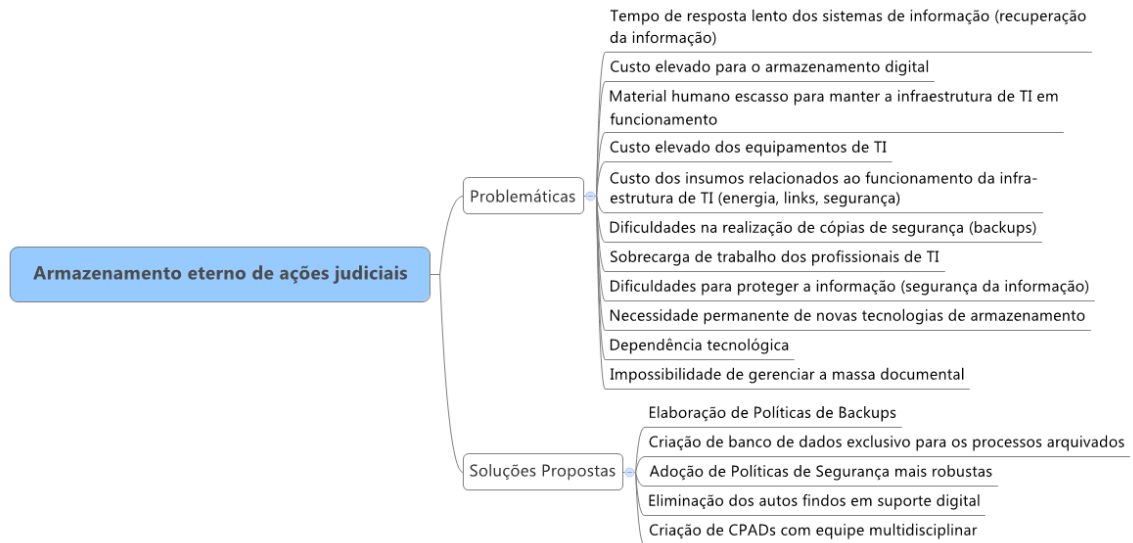 Armazenamento eterno de ações judiciais
Problemáticas
Tempo de resposta lento dos sistemas de informação (recuperação
da informação)
Custo elevado para o armazenamento digital
Material humano escasso para manter a infraestrutura de TI em
funcionamento
Custo elevado dos equipamentos de TI
Custo dos insumos relacionados ao funcionamento da infra-
estrutura de TI (energia, links, segurança)
Dificuldades na realização de cópias de segurança (backups)
Sobrecarga de trabalho dos profissionais de TI
Dificuldades para proteger a informação (segurança da informação)
Necessidade permanente de novas tecnologias de armazenamento
Dependência tecnológica
Impossibilidade de gerenciar a massa documental
Soluções Propostas
Elaboração de Políticas de Backups
Criação de banco de dados exclusivo para os processos arquivados
Adoção de Políticas de Segurança mais robustas
Eliminação dos autos findos em suporte digital
Criação de CPADs com equipe multidisciplinar